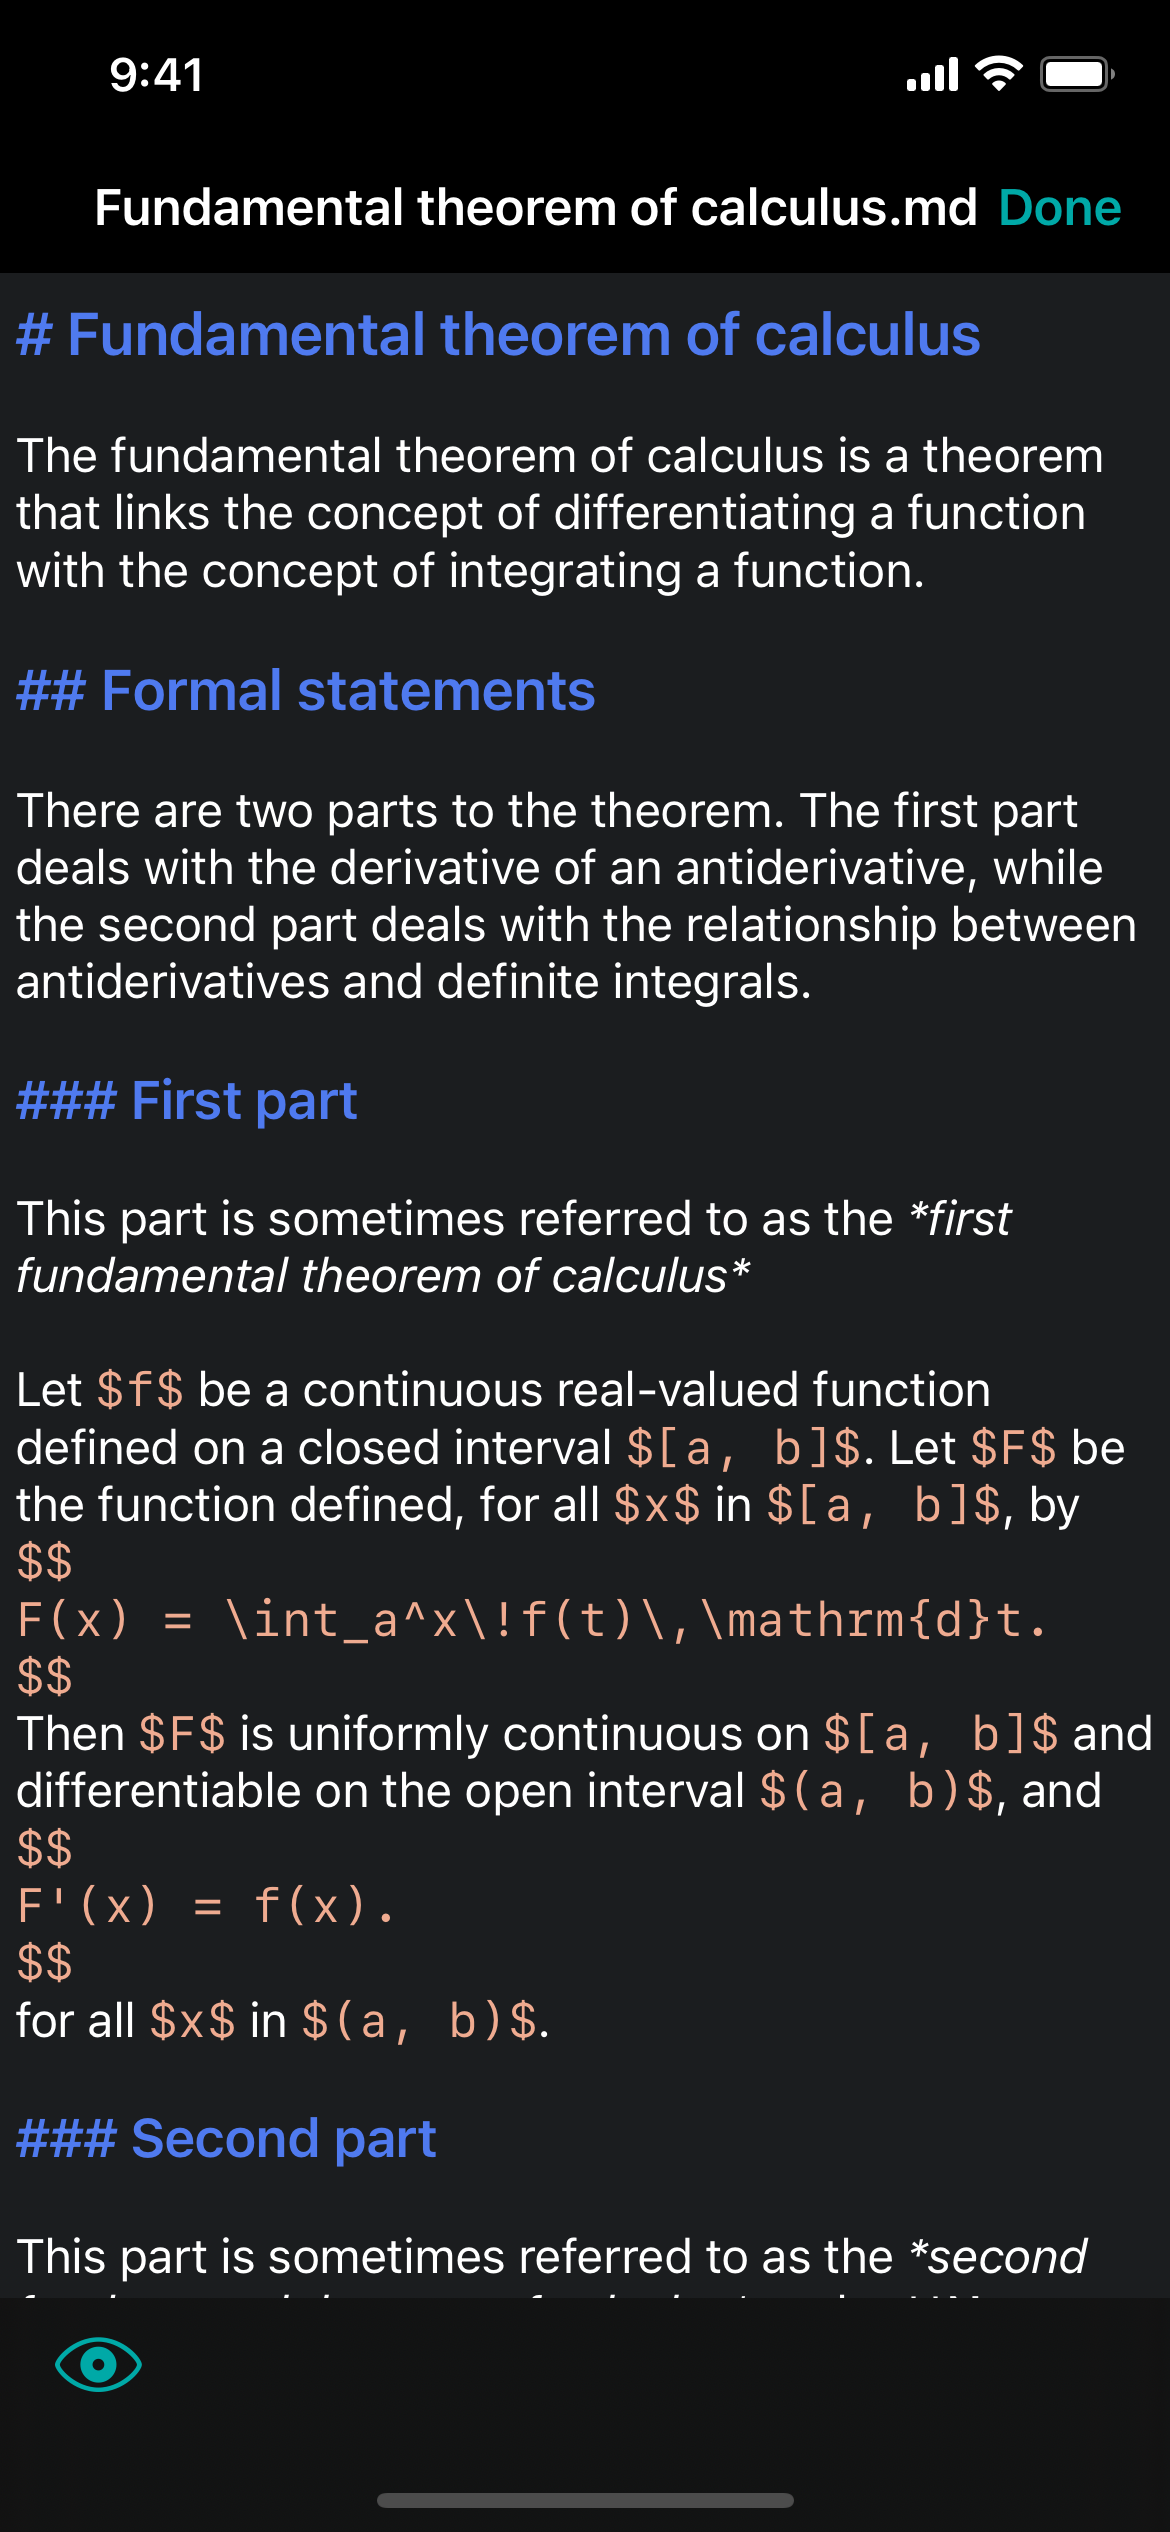 9:41
Fundamental theorem of calculus.md Done
# Fundamental theorem of calculus
The fundamental theorem of calculus is a theorem
that links the concept of differentiating a function
with the concept of integrating a function.
## Formal statements
There are two parts to the theorem. The first part
deals with the derivative of an antiderivative, while
the second part deals with the relationship between
antiderivatives and definite integrals.
### First part
This part is sometimes referred to as the *first
fundamental theorem of calculus*
Let $f$ be a continuous real-valued function
defined on a closed interval $[a, b]$. Let $F$ be
the function defined, for all $x$ in $[a, b]$, by
$$
F(x) = \int_a^x\!f(t)\,\mathrm{d}t.
$$
Then $F$ is uniformly continuous on $[a, b]$ and
differentiable on the open interval $(a, b)$, and
$$
F'(x) = f(x).
$$
for all $x$ in $(a, b)$.
### Second part
This part is sometimes referred to as the *second